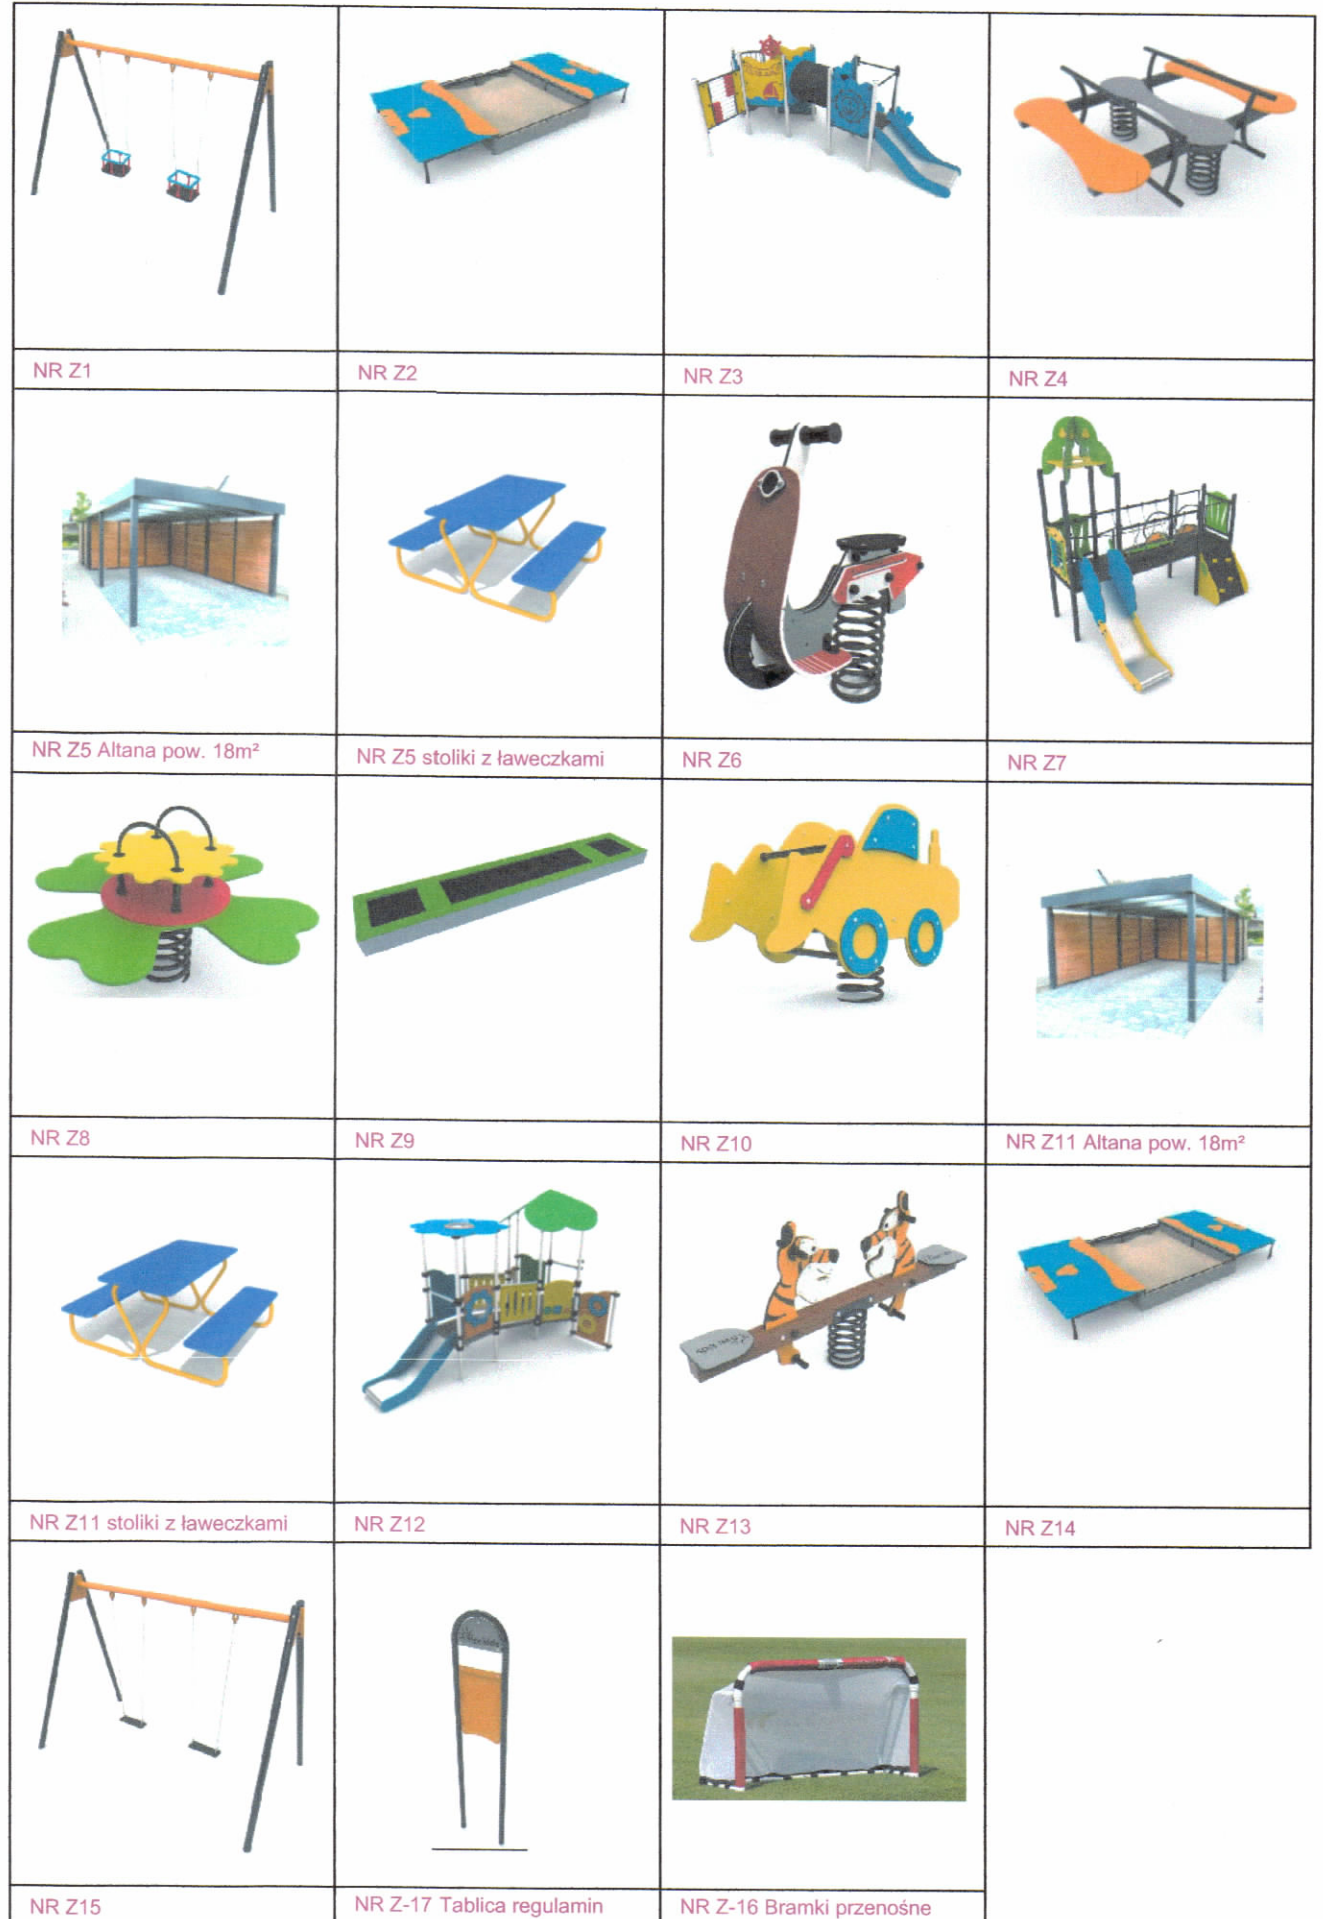 NR Z1
NR Z2
NR Z3
NR Z4
NR Z5 Altana pow. 18m²
NR Z5 stoliki z ławeczkami
NR Z6
NR Z7
NR Z8
NR Z9
NR Z10
NR Z11 Altana pow. 18m²
NR Z11 stoliki z ławeczkami
NR Z12
NR Z13
NR Z14
NR Z15
NR Z-17 Tablica regulamin
NR Z-16 Bramki przenośne